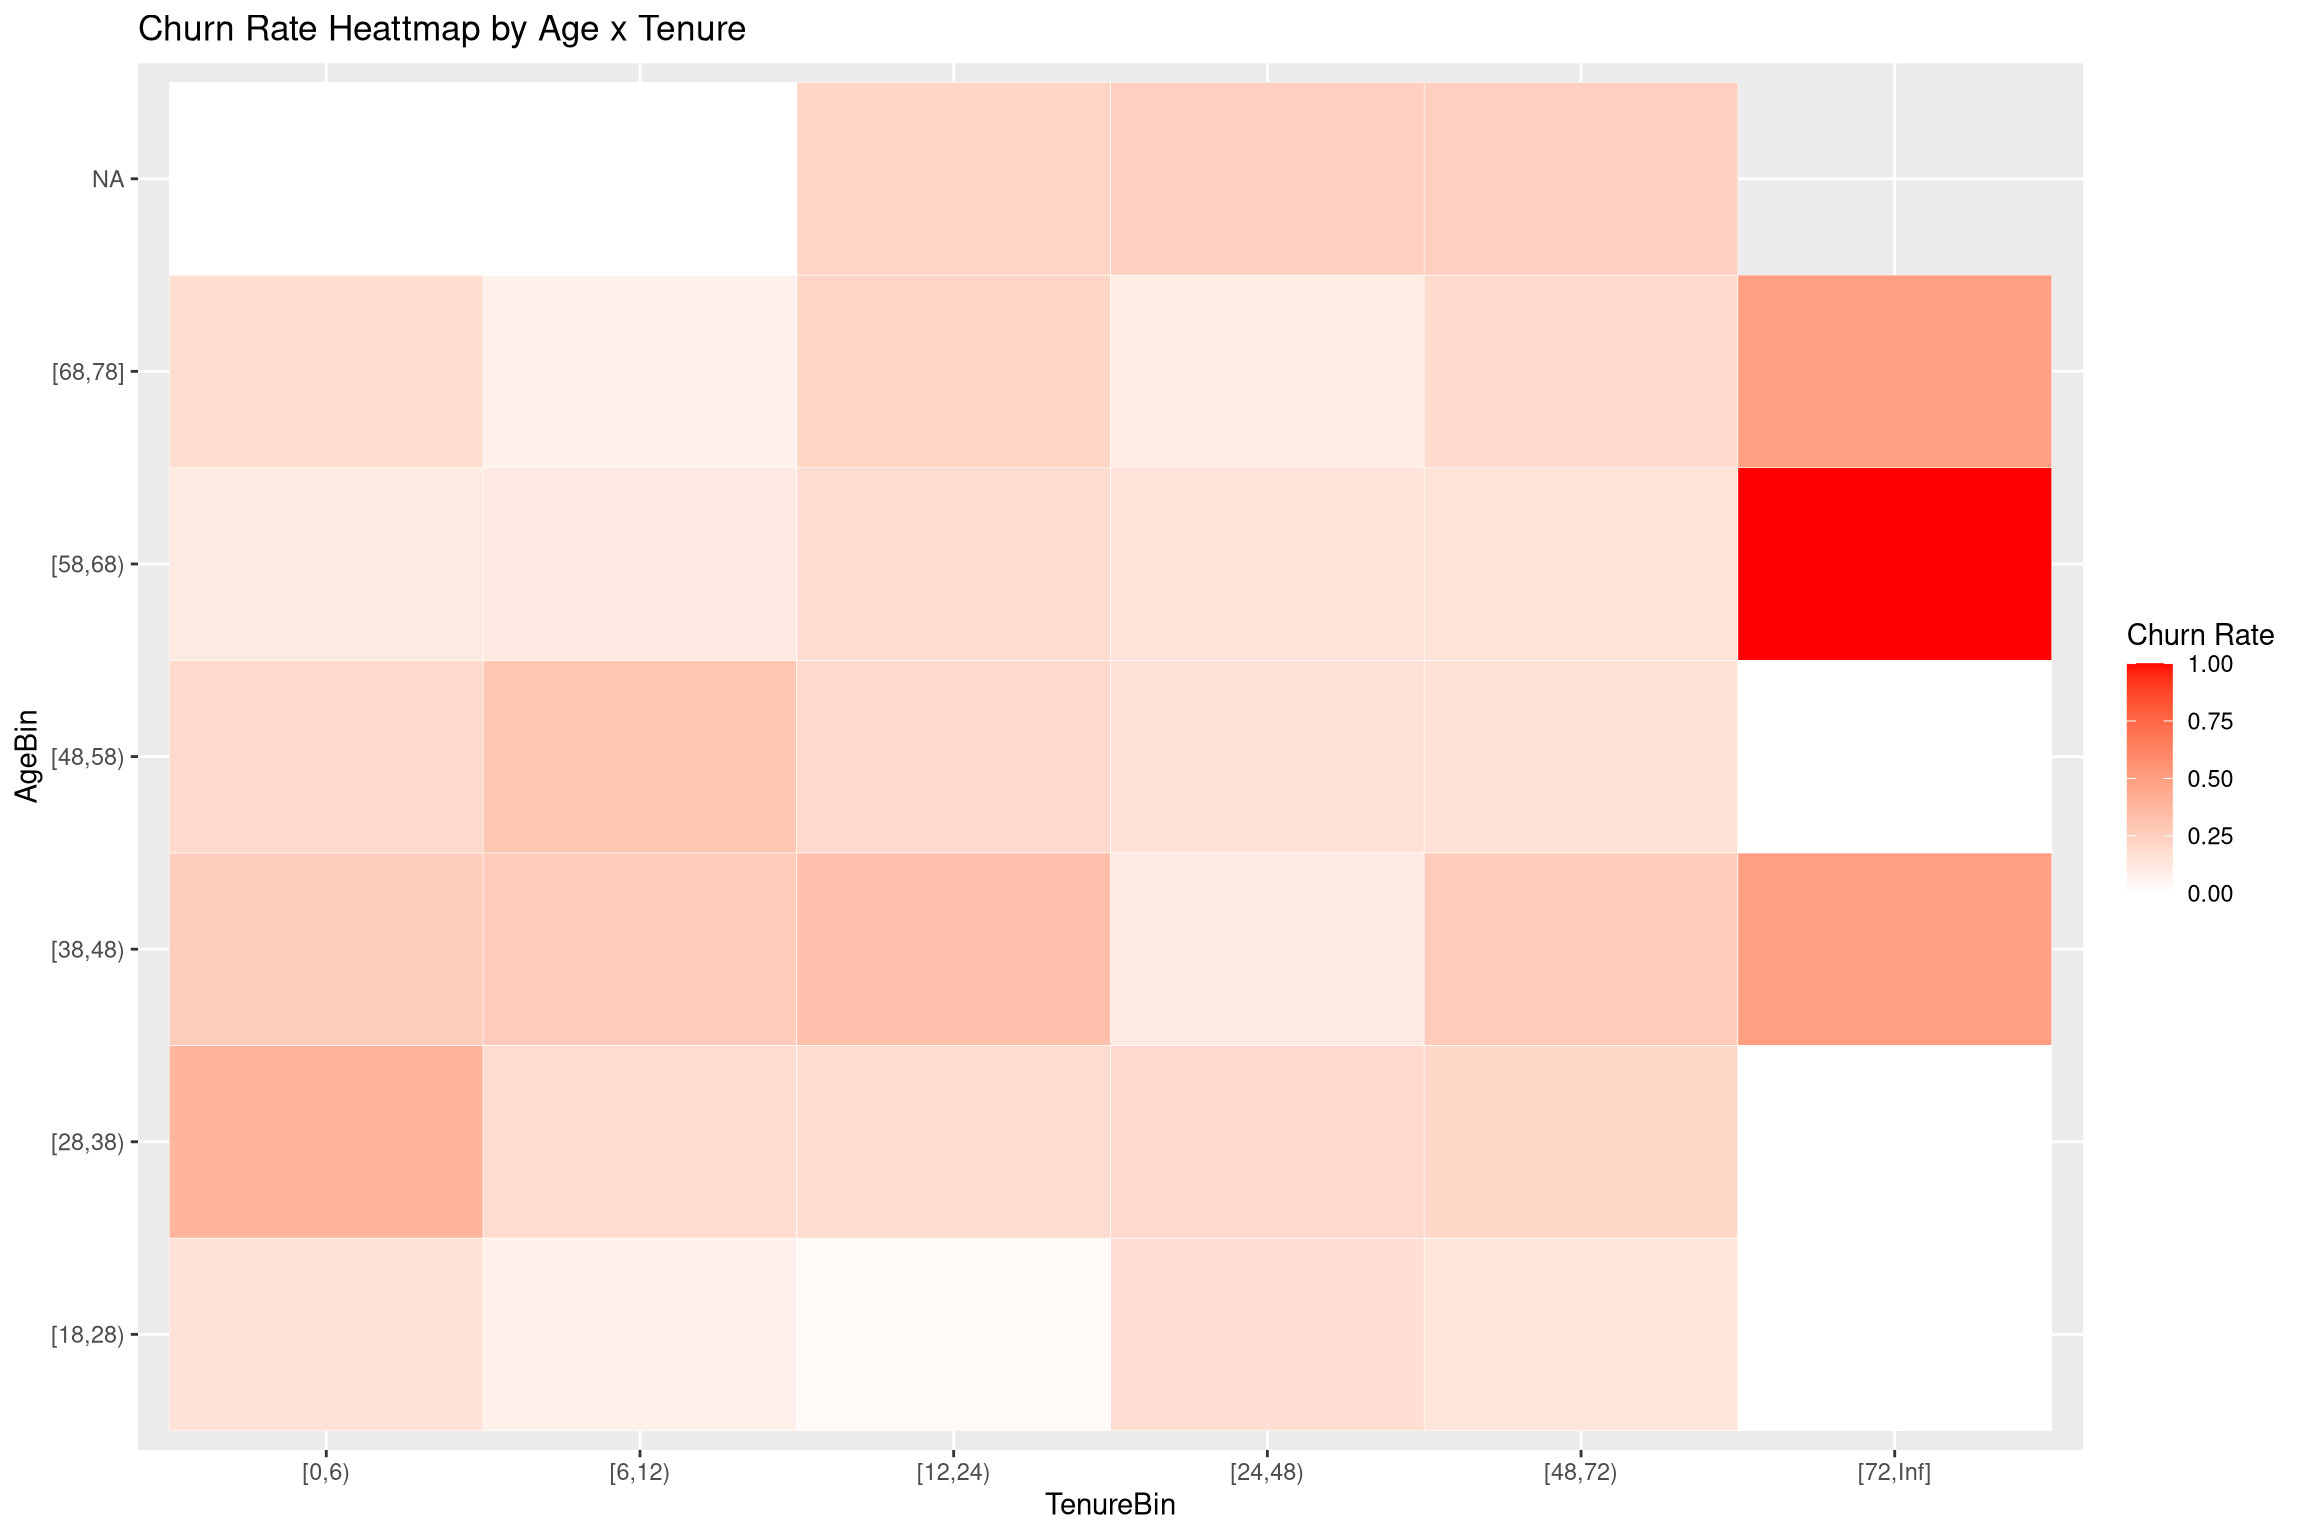 Churn Rate Heattmap by Age x Tenure
NA
[68,78]
[58,68)
[48,58)
[38,48)
[28,38)
[18,28)
AgeBin
[0,6)
[6,12)
[12,24)
[24,48)
[48,72)
[72,Inf]
TenureBin
Churn Rate
1.00
0.75
0.50
0.25
0.00